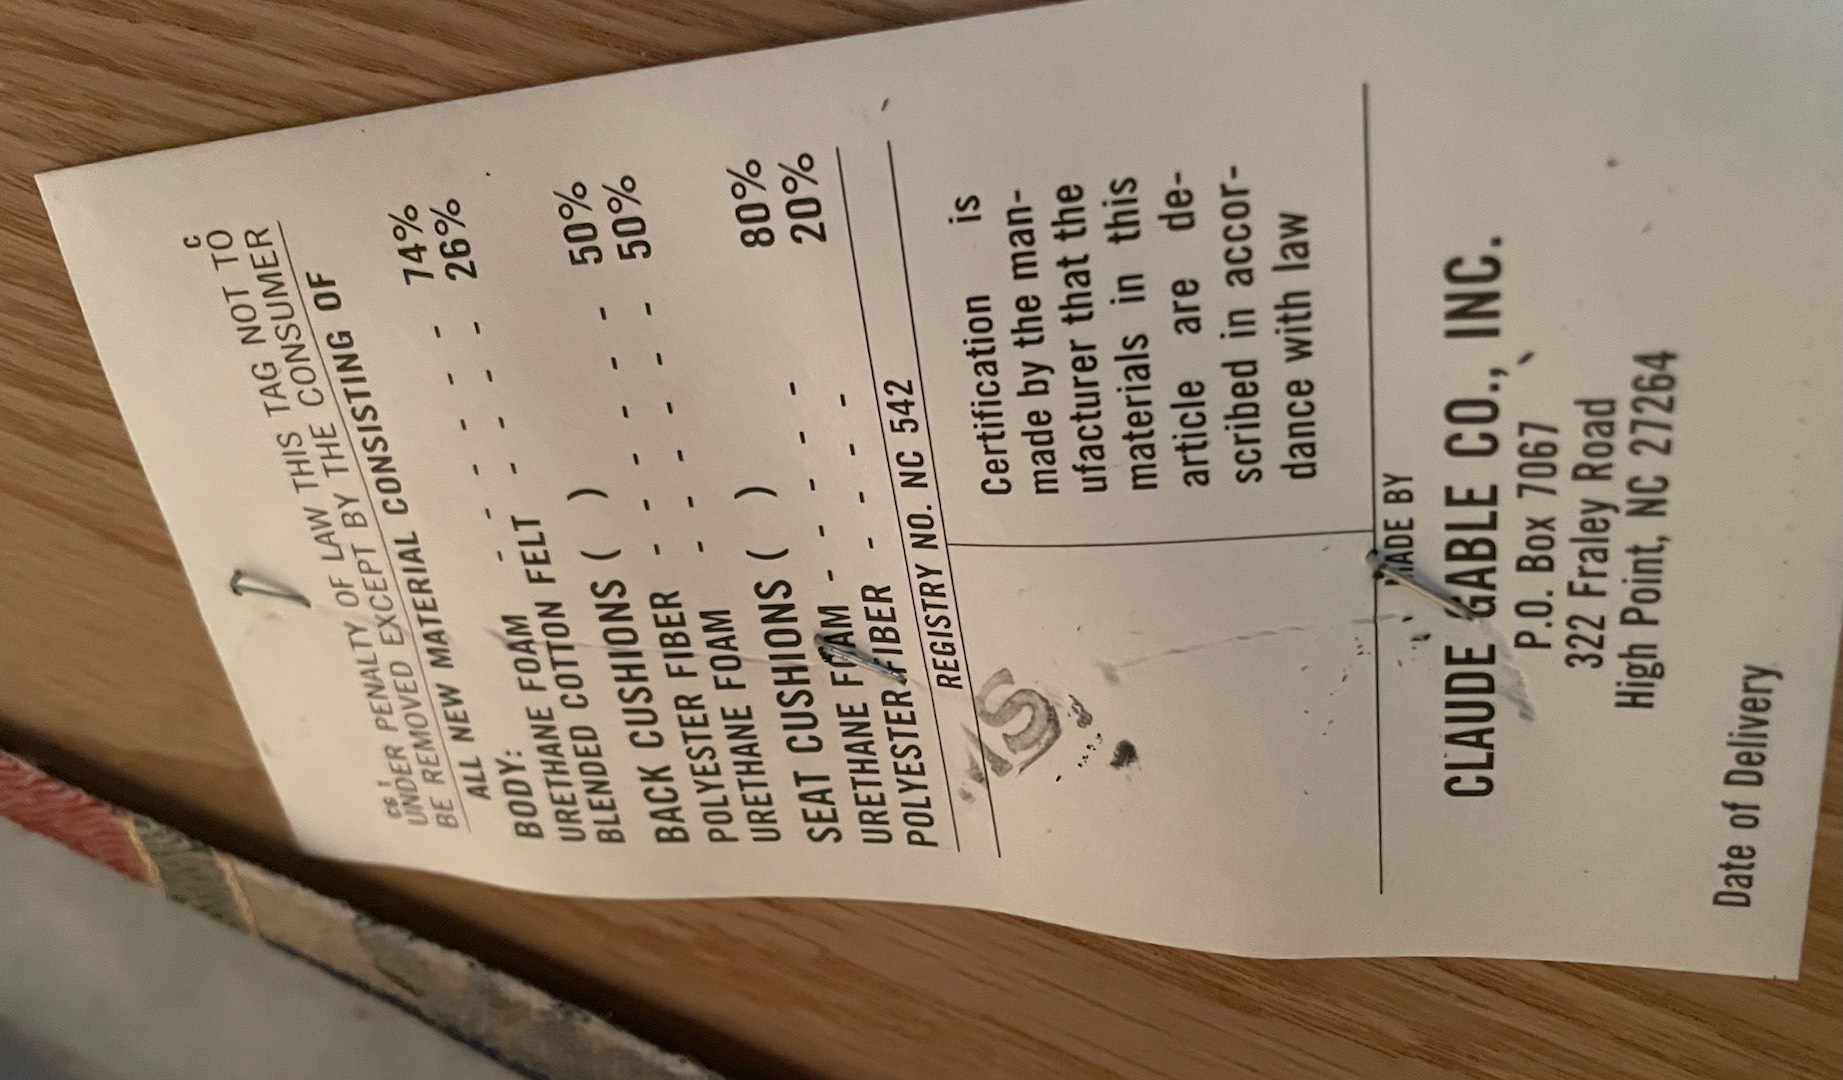 C
CG 1
UNDER PENALTY OF LAW THIS TAG NOT TO
BE REMOVED EXCEPT BY THE CONSUMER
ALL NEW MATERIAL CONSISTING OF
BODY:
URETHANE FOAM - - - - - - 74%
BLENDED COTTON FELT - - - - - 26%
BACK CUSHIONS ( )
POLYESTER FIBER - - - - - - 50%
URETHANE FOAM - - - - - - 50%
SEAT CUSHIONS ( )
URETHANE FOAM - - - - - 80%
POLYESTER FIBER - - - - 20%
REGISTRY NO. NC 542
Certification is
made by the man-
ufacturer that the
materials in this
article are de-
scribed in accor-
dance with law
MADE BY
CLAUDE GABLE CO., INC.
P.O. Box 7067
322 Fraley Road
High Point, NC 27264
Date of Delivery